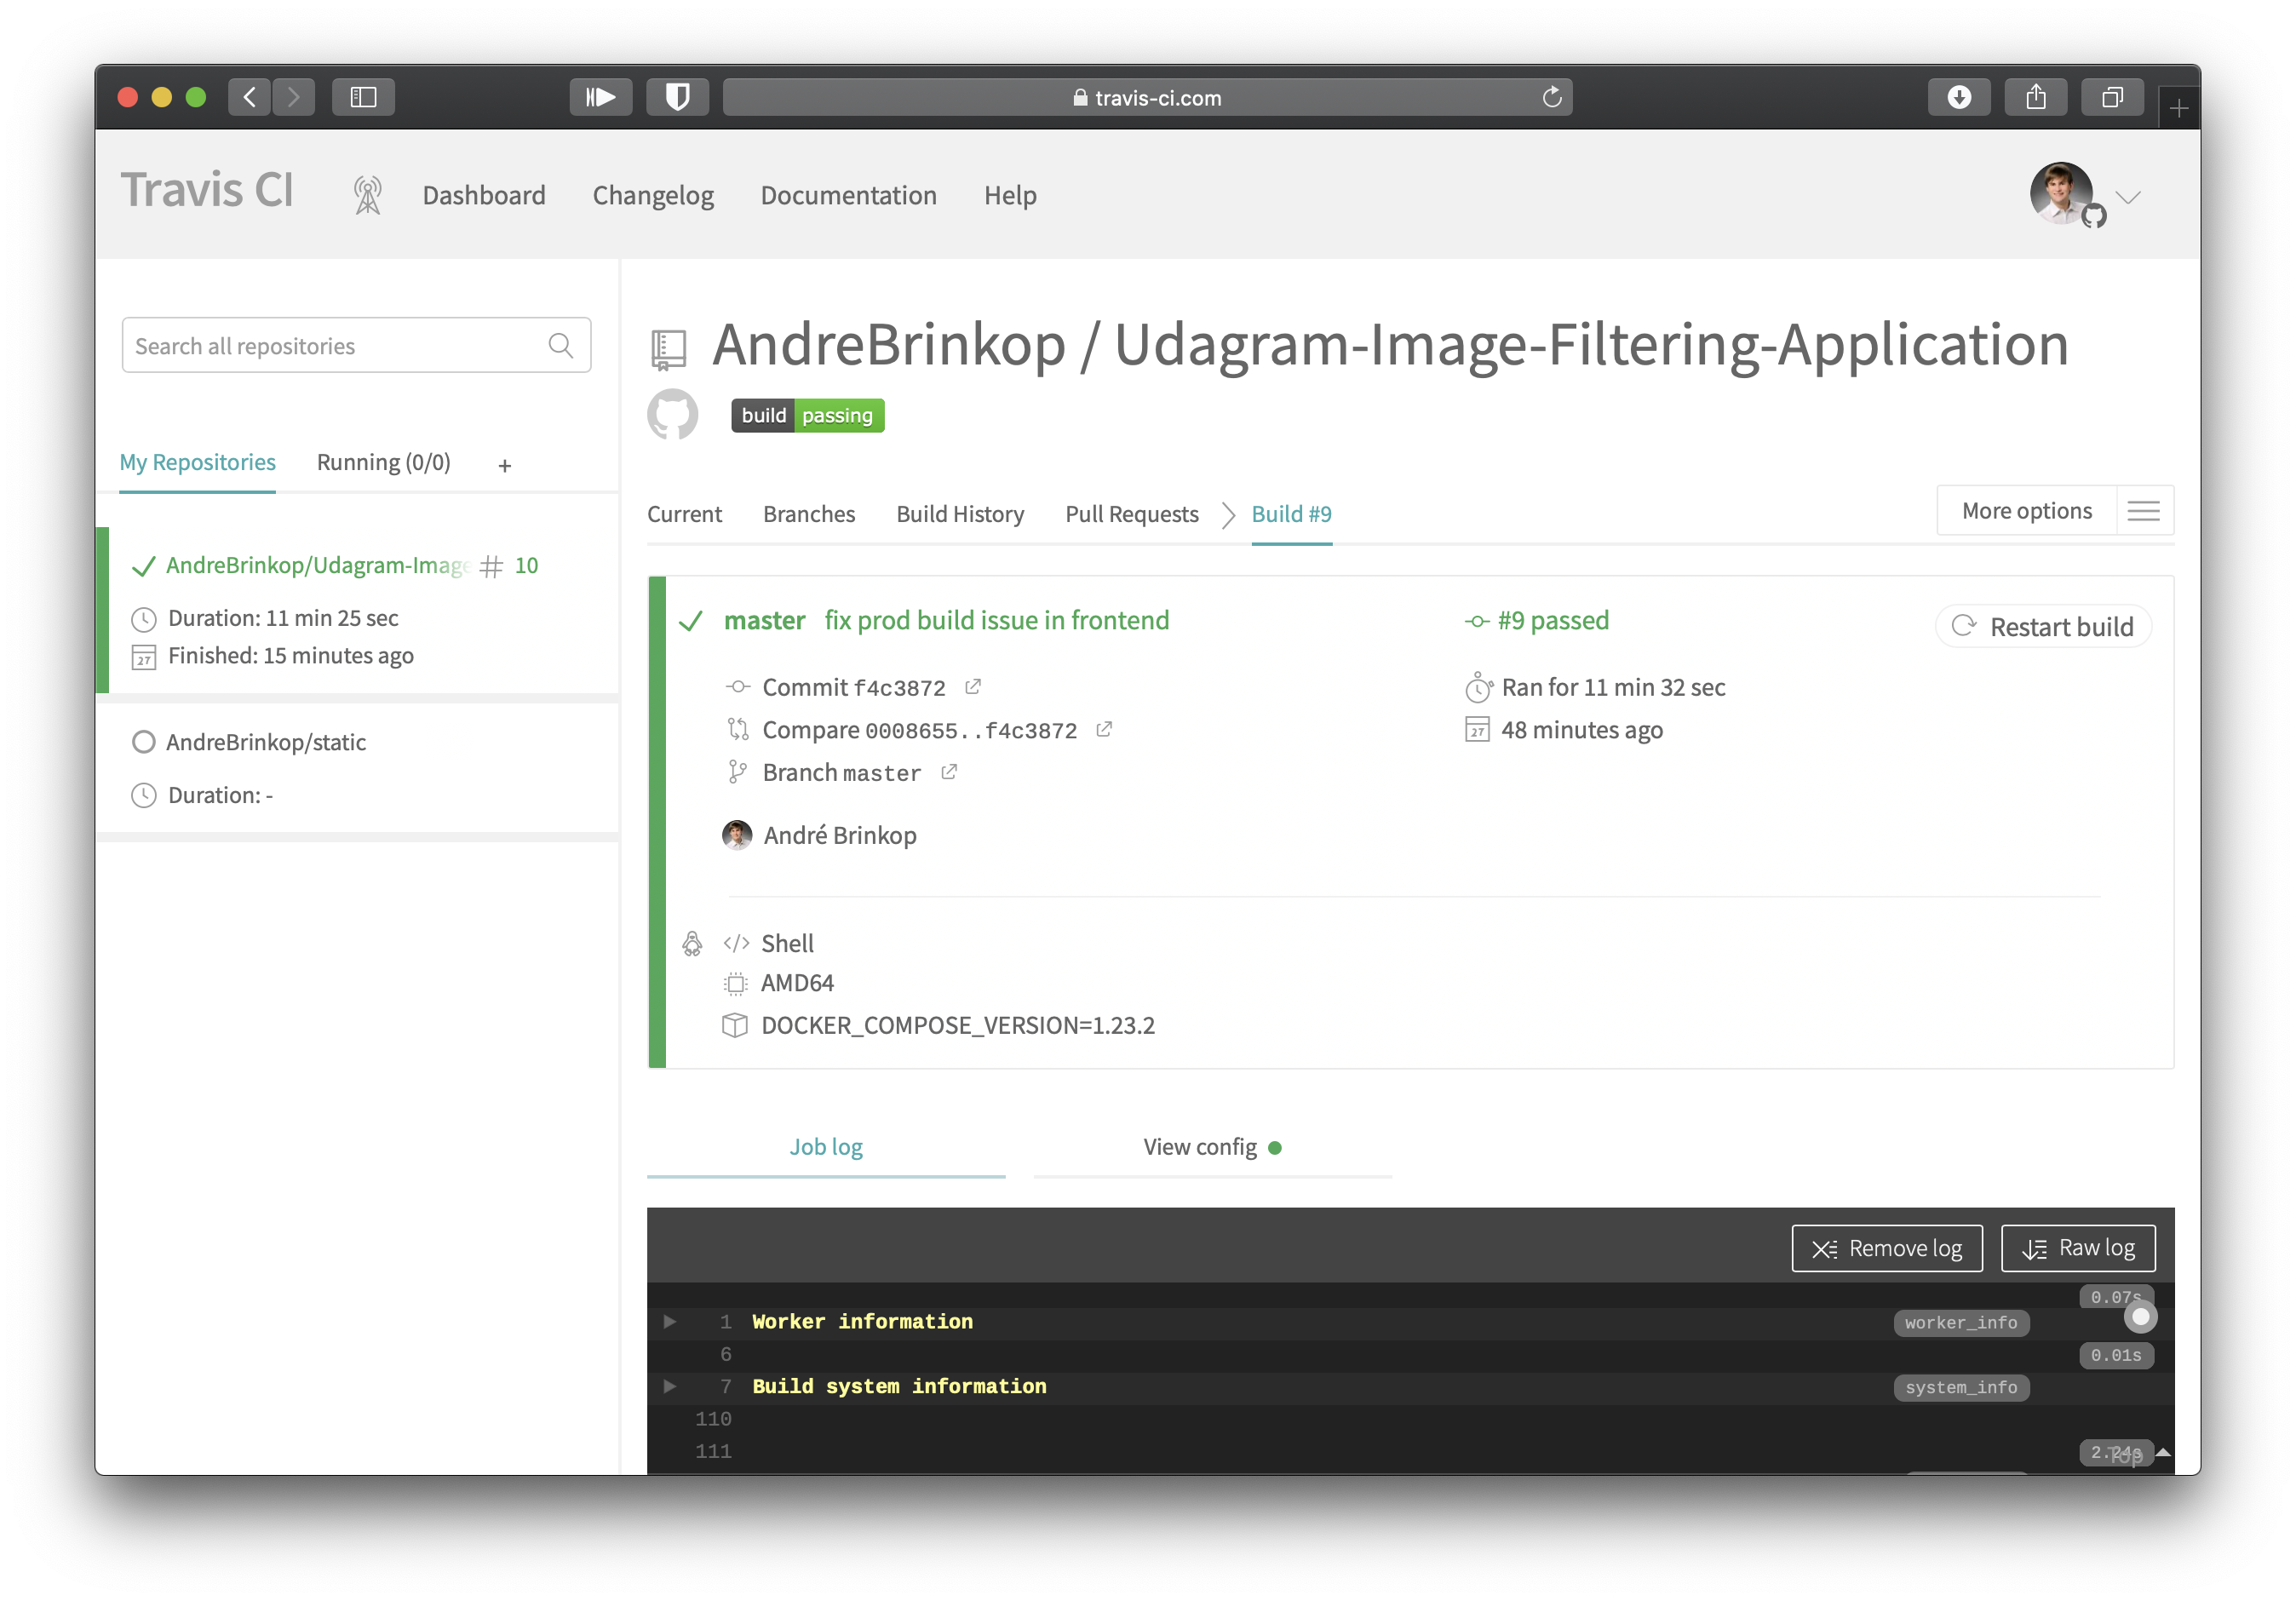 travis-ci.com
Travis CI
Dashboard
Changelog
Documentation
Help
Search all repositories
My Repositories
Running (0/0)
+
AndreBrinkop/Udagram-Image # 10
Duration: 11 min 25 sec
Finished: 15 minutes ago
AndreBrinkop/static
Duration: -
AndreBrinkop / Udagram-Image-Filtering-Application
build passing
Current
Branches
Build History
Pull Requests
Build #9
More options
master fix prod build issue in frontend
Commit f4c3872
Compare 0008655..f4c3872
Branch master
André Brinkop
#9 passed
Ran for 11 min 32 sec
48 minutes ago
Restart build
Shell
AMD64
DOCKER_COMPOSE_VERSION=1.23.2
Job log
View config
Remove log
Raw log
0.07s
1 Worker information worker_info
6 0.01s
7 Build system information system_info
110
111 2.24s
Top